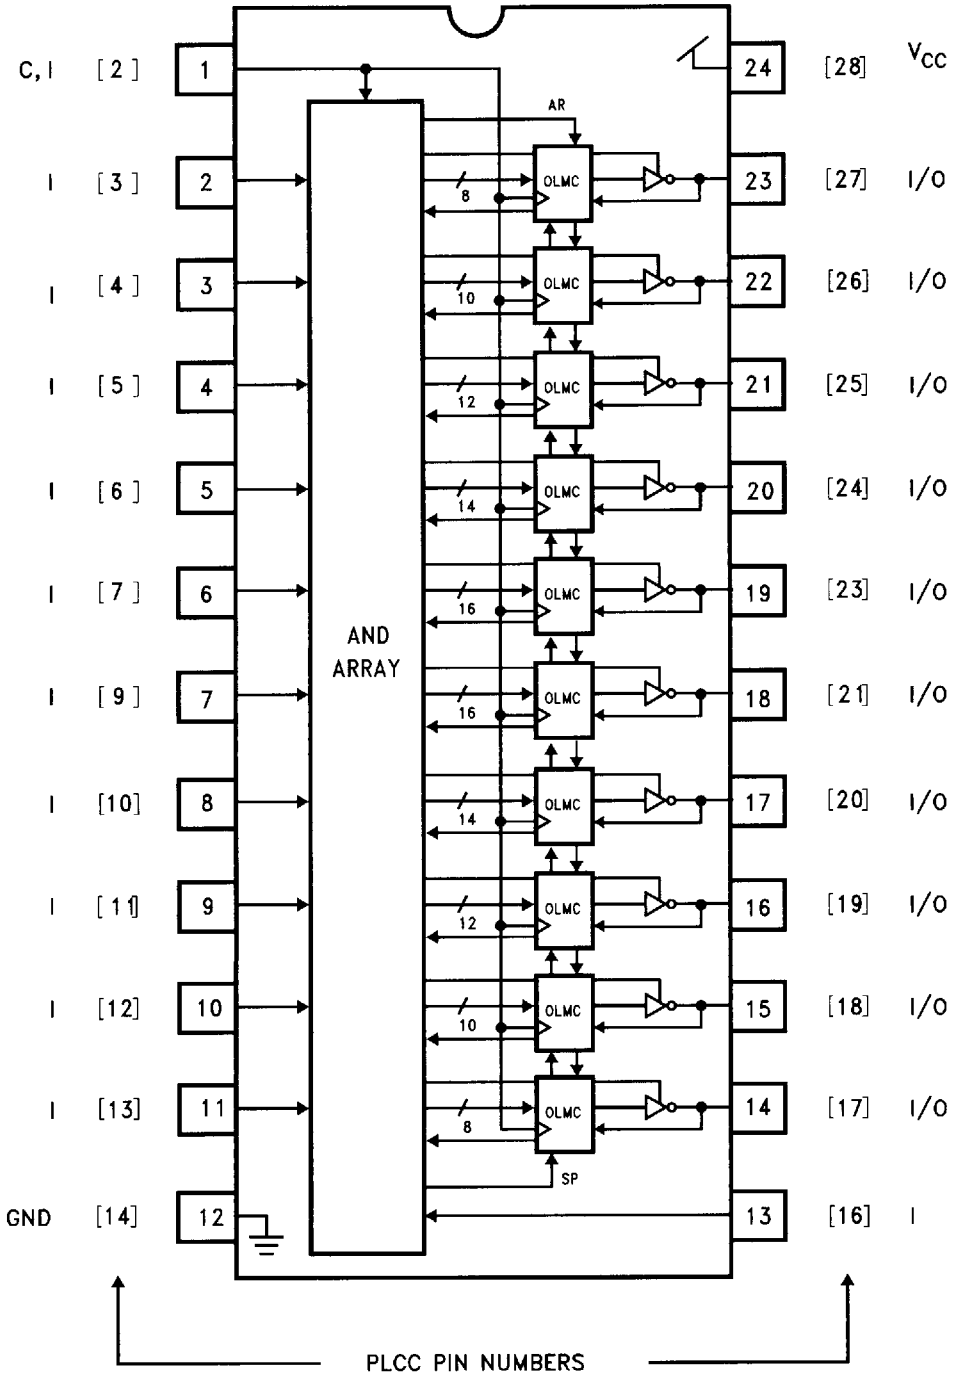 C, I [2] 1 24 [28] VCC
AR
I [3] 2 OLMC 8 23 [27] I/O
I [4] 3 OLMC 10 22 [26] I/O
I [5] 4 OLMC 12 21 [25] I/O
I [6] 5 OLMC 14 20 [24] I/O
I [7] 6 OLMC 16 19 [23] I/O
AND
ARRAY
I [9] 7 OLMC 16 18 [21] I/O
I [10] 8 OLMC 14 17 [20] I/O
I [11] 9 OLMC 12 16 [19] I/O
I [12] 10 OLMC 10 15 [18] I/O
I [13] 11 OLMC 8 14 [17] I/O
SP
GND [14] 12 13 [16] I
PLCC PIN NUMBERS